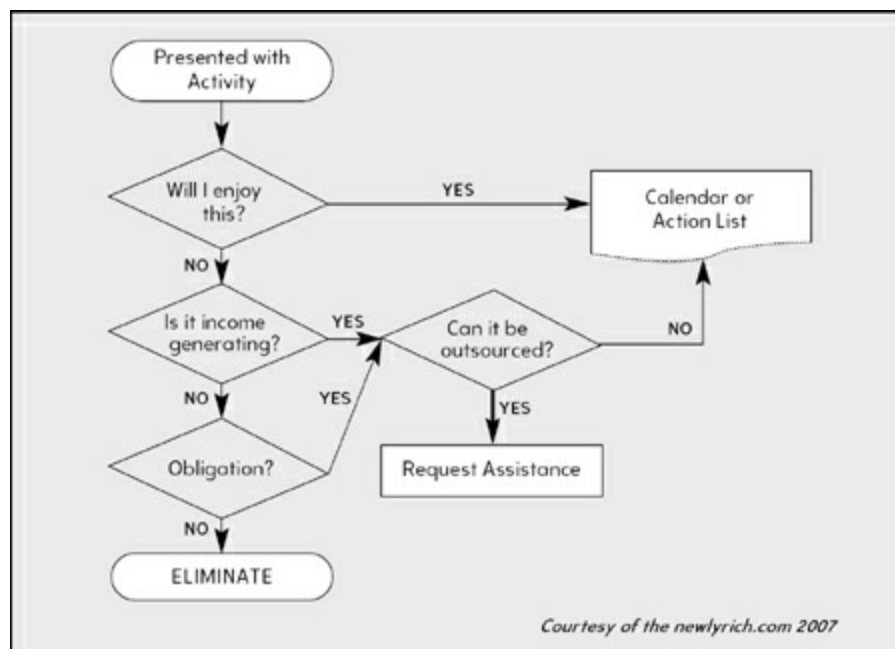 Presented with
Activity
Will I enjoy
this?
YES
Calendar or
Action List
NO
Is it income
generating?
YES
Can it be
outsourced?
NO
NO
YES
YES
Obligation?
Request Assistance
NO
ELIMINATE
Courtesy of the newlyrich.com 2007